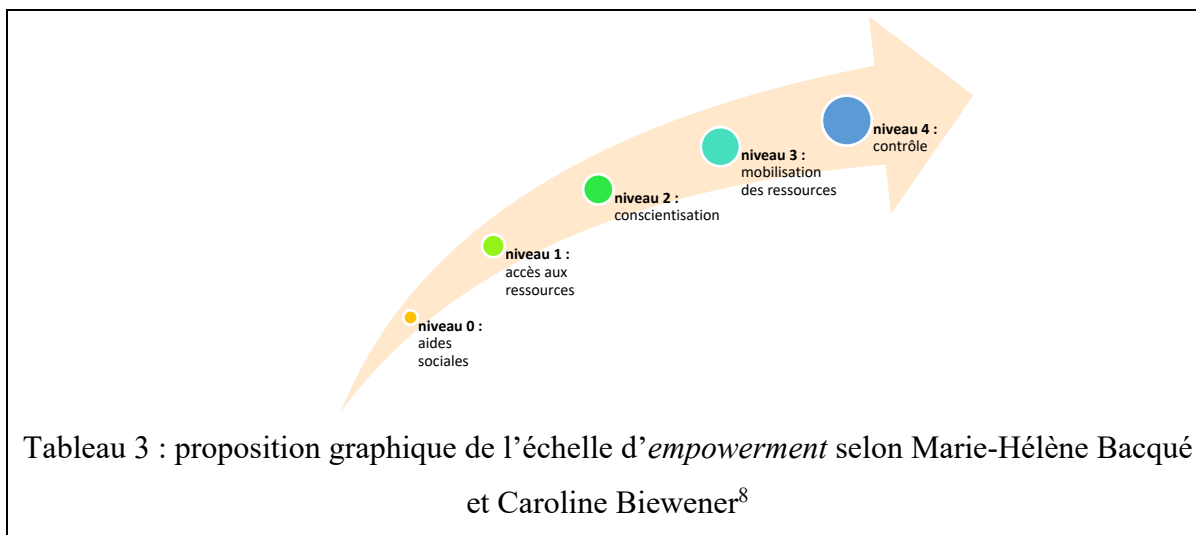 niveau 4 :
contrôle
niveau 3 :
mobilisation
des ressources
niveau 2 :
conscientisation
niveau 1 :
accès aux
ressources
niveau 0 :
aides
sociales
Tableau 3 : proposition graphique de l’échelle d’empowerment selon Marie-Hélène Bacqué
et Caroline Biewener8